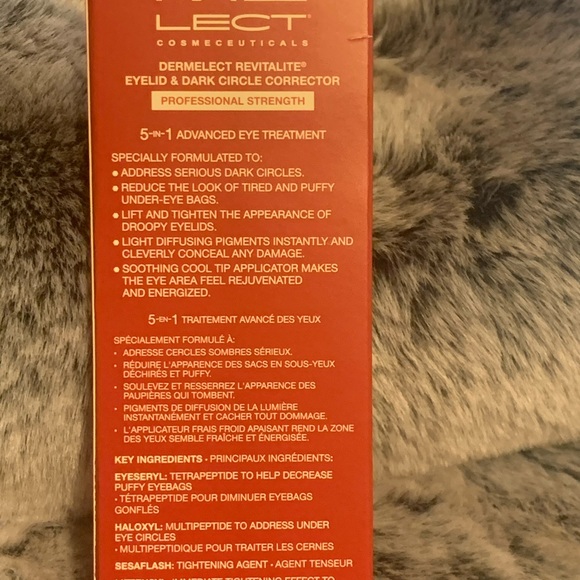 LECT
COSMECEUTICALS
DERMELECT REVITALITE®
EYELID & DARK CIRCLE CORRECTOR
PROFESSIONAL STRENGTH
5-IN-1 ADVANCED EYE TREATMENT
SPECIALLY FORMULATED TO:
• ADDRESS SERIOUS DARK CIRCLES.
• REDUCE THE LOOK OF TIRED AND PUFFY
UNDER-EYE BAGS.
• LIFT AND TIGHTEN THE APPEARANCE OF
DROOPY EYELIDS.
• LIGHT DIFFUSING PIGMENTS INSTANTLY AND
CLEVERLY CONCEAL ANY DAMAGE.
• SOOTHING COOL TIP APPLICATOR MAKES
THE EYE AREA FEEL REJUVENATED
AND ENERGIZED.
5-EN-1 TRAITEMENT AVANCÉ DES YEUX
SPÉCIALEMENT FORMULÉ À:
• ADRESSE CERCLES SOMBRES SÉRIEUX.
• RÉDUIRE L'APPARENCE DES SACS EN SOUS-YEUX
DÉCHIRÉS ET PUFFY.
• SOULEVEZ ET RESSERREZ L'APPARENCE DES
PAUPIÈRES QUI TOMBENT.
• PIGMENTS DE DIFFUSION DE LA LUMIÈRE
INSTANTANÉMENT ET CACHER TOUT DOMMAGE.
• L'APPLICATEUR FRAIS FROID APAISANT REND LA ZONE
DES YEUX SEMBLE FRAÎCHE ET ÉNERGISÉE.
KEY INGREDIENTS • PRINCIPAUX INGRÉDIENTS:
EYESERYL: TETRAPEPTIDE TO HELP DECREASE
PUFFY EYEBAGS
• TÉTRAPEPTIDE POUR DIMINUER EYEBAGS
GONFLÉS
HALOXYL: MULTIPEPTIDE TO ADDRESS UNDER
EYE CIRCLES
• MULTIPEPTIDIQUE POUR TRAITER LES CERNES
SESAFLASH: TIGHTENING AGENT • AGENT TENSEUR
IMMEDIATE TIGHTENING EFFECT TO